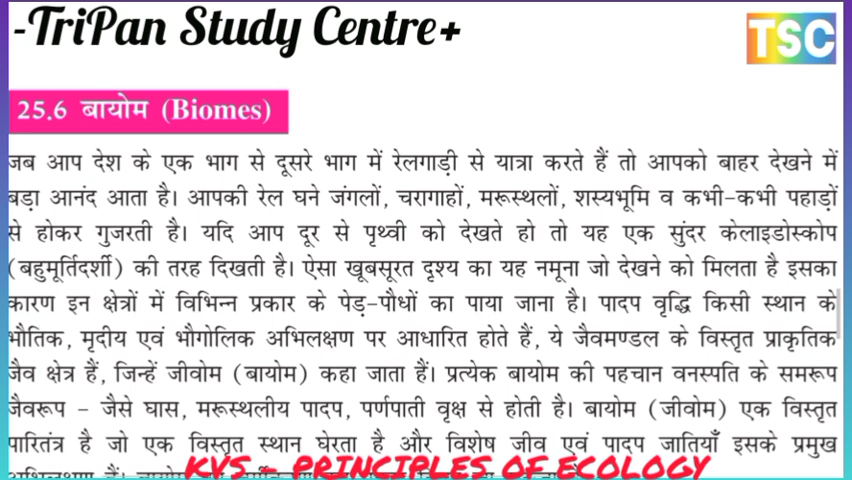 -TriPan Study Centre+
TSC
25.6 बायोम (Biomes)
जब आप देश के एक भाग से दूसरे भाग में रेलगाड़ी से यात्रा करते हैं तो आपको बाहर देखने में
बड़ा आनंद आता है। आपकी रेल घने जंगलों, चरागाहों, मरूस्थलों, शस्यभूमि व कभी-कभी पहाड़ों
से होकर गुजरती है। यदि आप दूर से पृथ्वी को देखते हो तो यह एक सुंदर केलाइडोस्कोप
(बहुमूर्तिदर्शी) की तरह दिखती है। ऐसा खूबसूरत दृश्य का यह नमूना जो देखने को मिलता है इसका
कारण इन क्षेत्रों में विभिन्न प्रकार के पेड़-पौधों का पाया जाना है। पादप वृद्धि किसी स्थान के
भौतिक, मृदीय एवं भौगोलिक अभिलक्षण पर आधारित होते हैं, ये जैवमण्डल के विस्तृत प्राकृतिक
जैव क्षेत्र हैं, जिन्हें जीवोम (बायोम) कहा जाता हैं। प्रत्येक बायोम की पहचान वनस्पति के समरूप
जैवरूप - जैसे घास, मरूस्थलीय पादप, पर्णपाती वृक्ष से होती है। बायोम (जीवोम) एक विस्तृत
पारितंत्र है जो एक विस्तृत स्थान घेरता है और विशेष जीव एवं पादप जातियाँ इसके प्रमुख
KVS - PRINCIPLES OF ECOLOGY